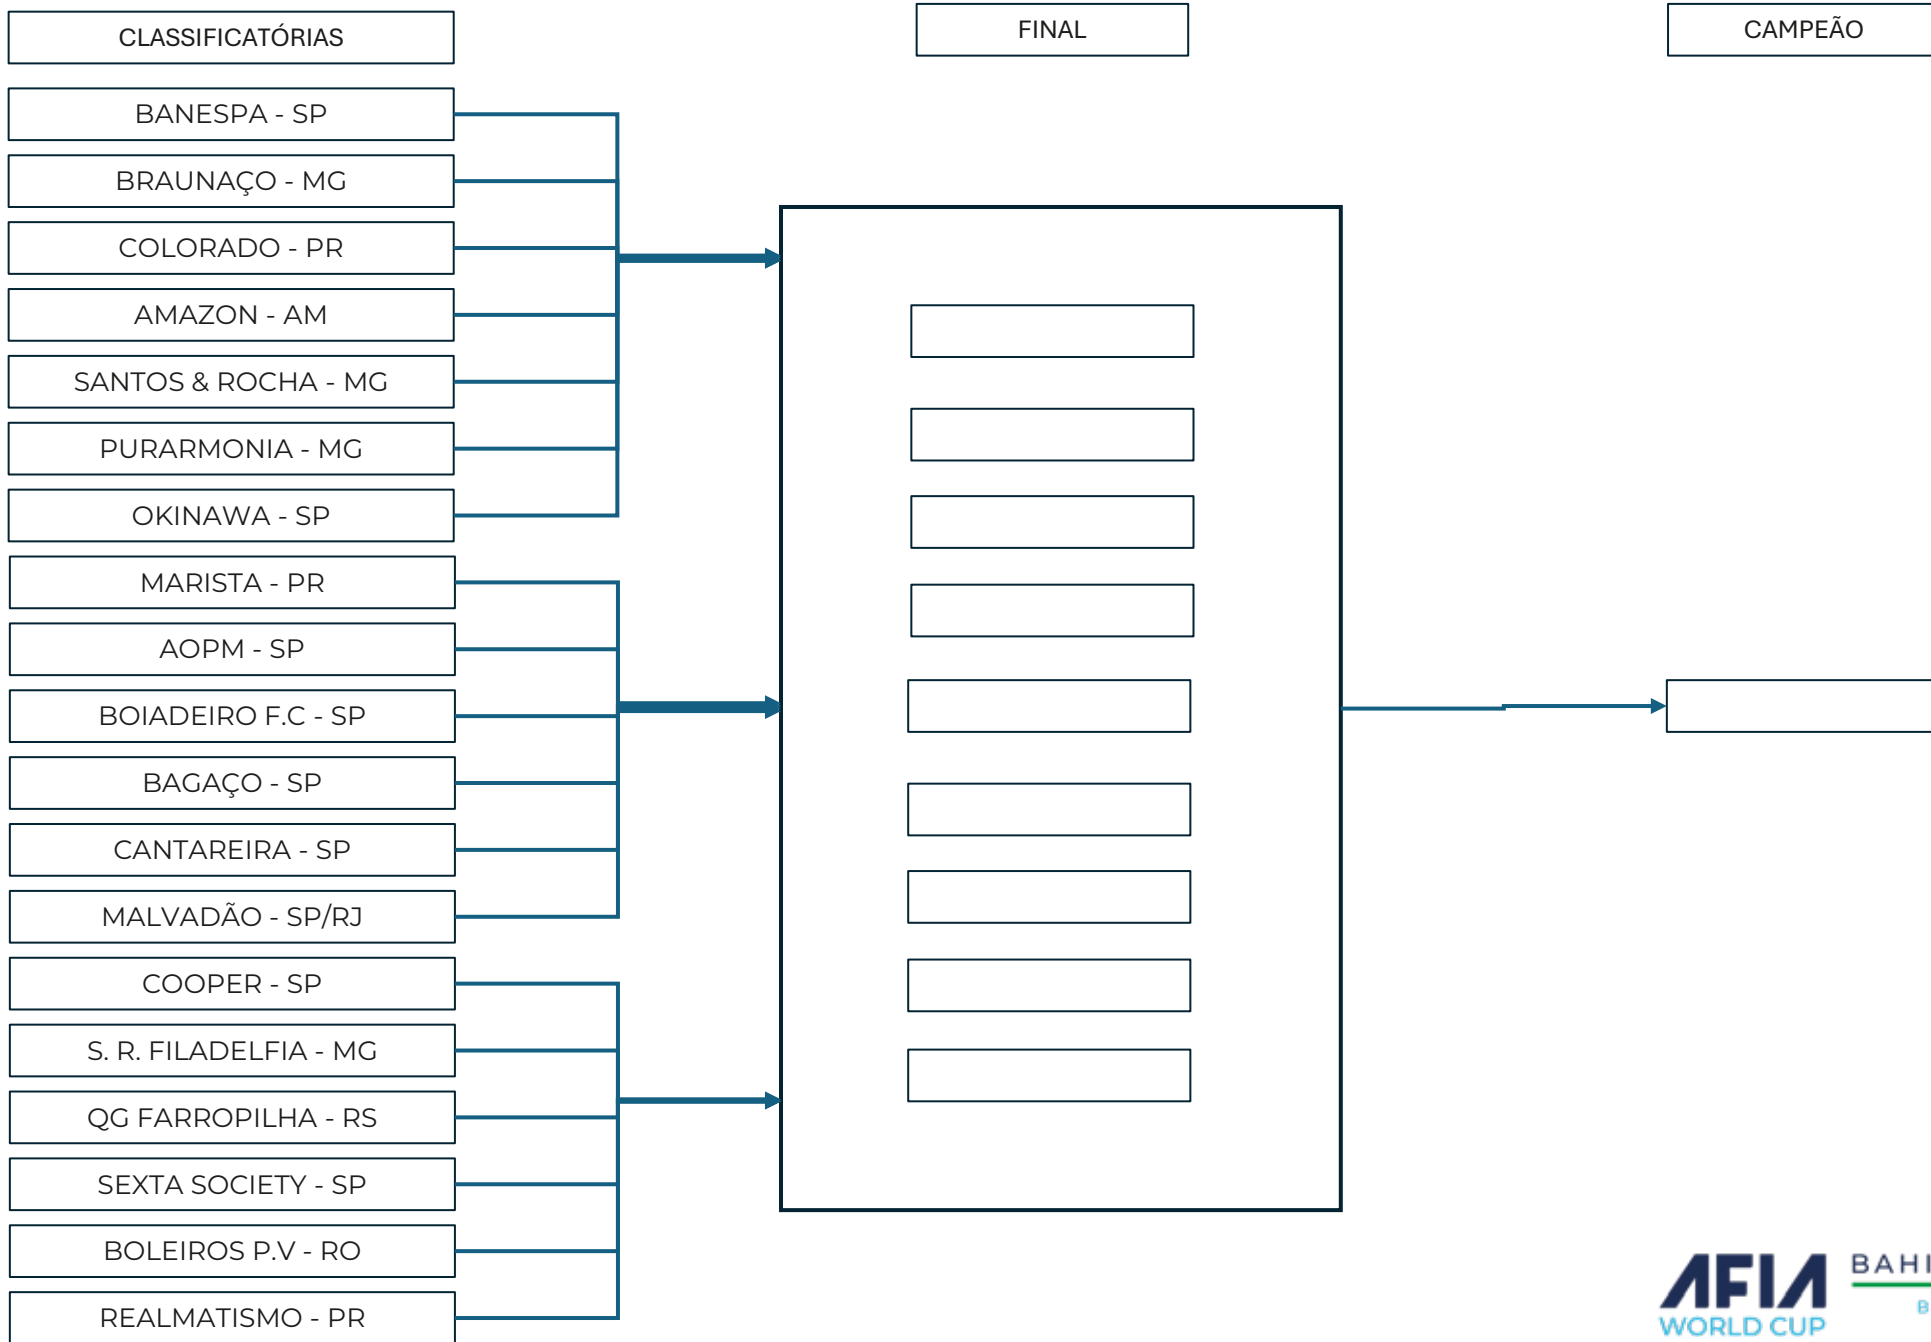 CLASSIFICATÓRIAS
FINAL
CAMPEÃO
BANESPA - SP
BRAUNAÇO - MG
COLORADO - PR
AMAZON - AM
SANTOS & ROCHA - MG
PURARMONIA - MG
OKINAWA - SP
MARISTA - PR
AOPM - SP
BOIADEIRO F.C - SP
BAGAÇO - SP
CANTAREIRA - SP
MALVADÃO - SP/RJ
COOPER - SP
S. R. FILADELFIA - MG
QG FARROPILHA - RS
SEXTA SOCIETY - SP
BOLEIROS P.V - RO
REALMATISMO - PR
AFIA
WORLD CUP